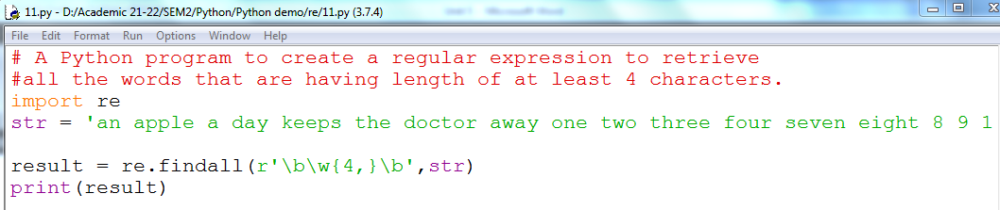 11.py - D:/Academic 21-22/SEM2/Python/Python demo/re/11.py (3.7.4)
File Edit Format Run Options Window Help
# A Python program to create a regular expression to retrieve
#all the words that are having length of at least 4 characters.
import re
str = 'an apple a day keeps the doctor away one two three four seven eight 8 9 1
result = re.findall(r'\b\w{4,}\b',str)
print(result)